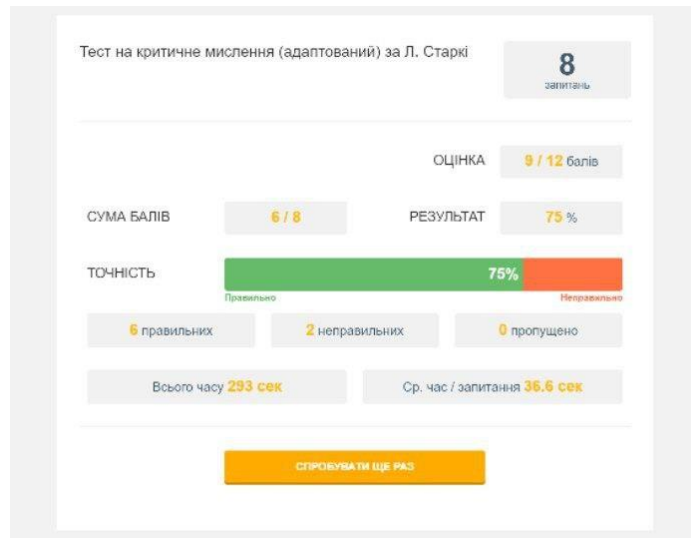 Тест на критичне мислення (адаптований) за Л. Старкі
8
запитань
ОЦІНКА
9 / 12 балів
СУМА БАЛІВ
6 / 8
РЕЗУЛЬТАТ
75 %
ТОЧНІСТЬ
75%
Правильно
Неправильно
6 правильних
2 неправильних
0 пропущено
Всього часу 293 сек
Ср. час / запитання 36.6 сек
СПРОБУВАТИ ЩЕ РАЗ